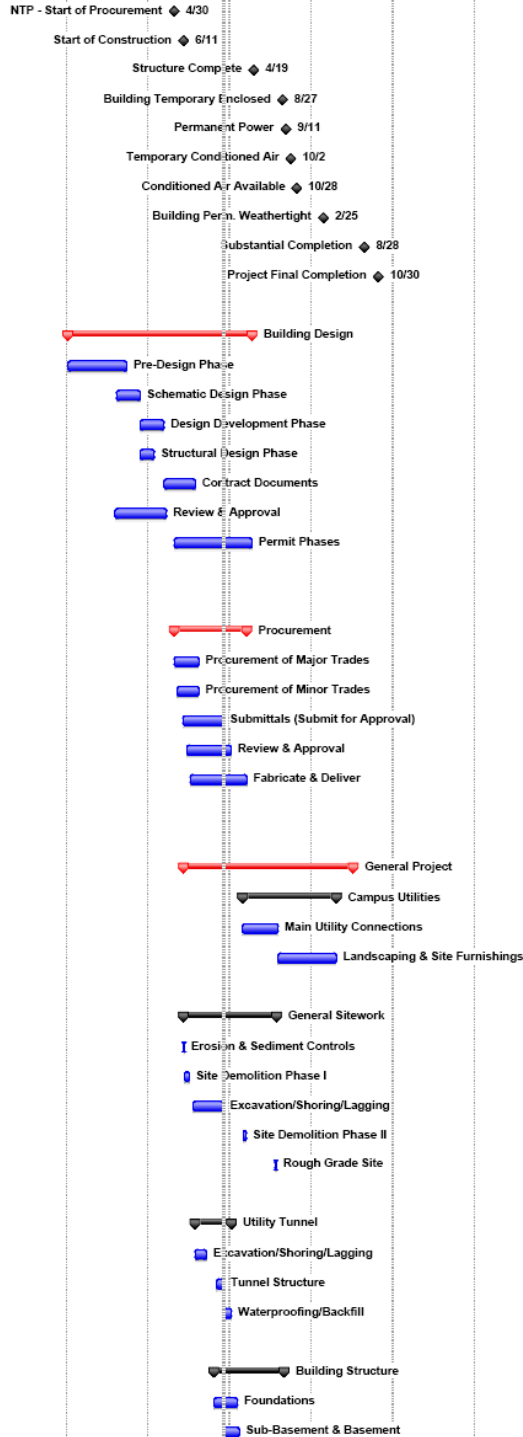 NTP - Start of Procurement 4/30
Start of Construction 6/11
Structure Complete 4/19
Building Temporary Enclosed 8/27
Permanent Power 9/11
Temporary Conditioned Air 10/2
Conditioned Air Available 10/28
Building Perm. Weathertight 2/25
Substantial Completion 8/28
Project Final Completion 10/30
Building Design
Pre-Design Phase
Schematic Design Phase
Design Development Phase
Structural Design Phase
Contract Documents
Review & Approval
Permit Phases
Procurement
Procurement of Major Trades
Procurement of Minor Trades
Submittals (Submit for Approval)
Review & Approval
Fabricate & Deliver
General Project
Campus Utilities
Main Utility Connections
Landscaping & Site Furnishings
General Sitework
Erosion & Sediment Controls
Site Demolition Phase I
Excavation/Shoring/Lagging
Site Demolition Phase II
Rough Grade Site
Utility Tunnel
Excavation/Shoring/Lagging
Tunnel Structure
Waterproofing/Backfill
Building Structure
Foundations
Sub-Basement & Basement